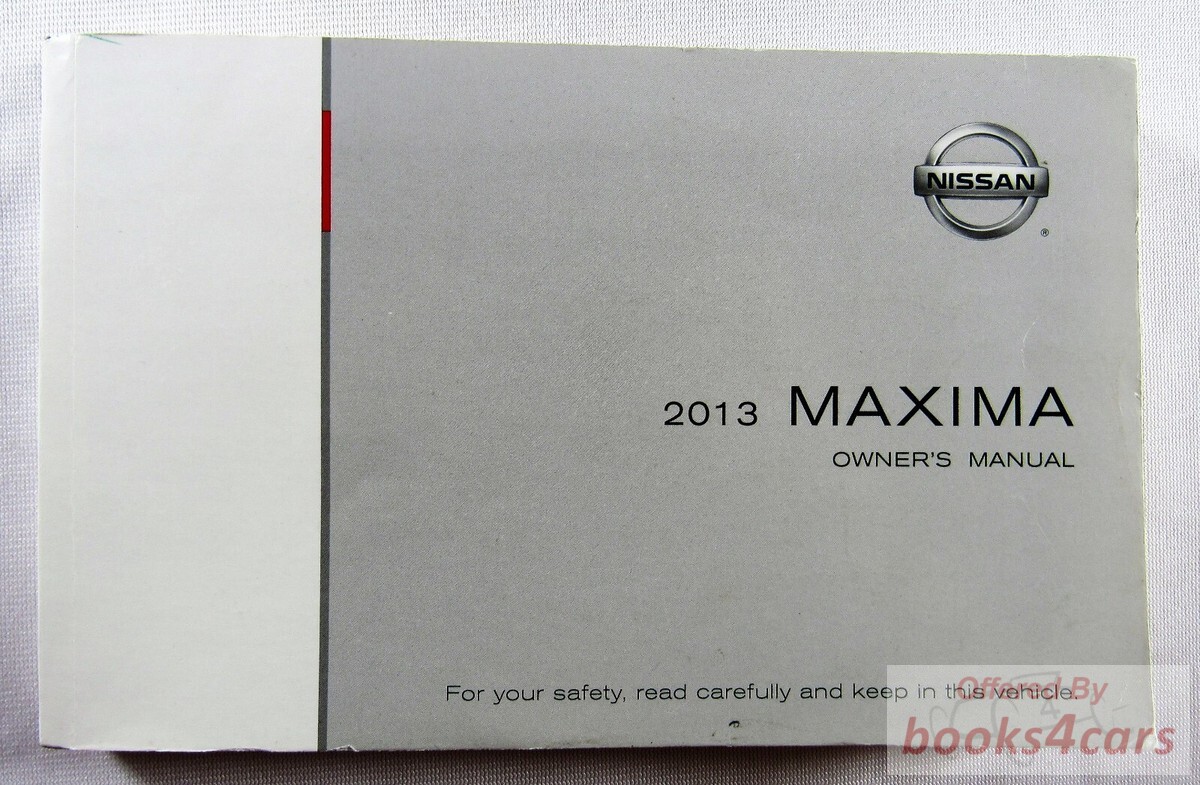 NISSAN
®
2013 MAXIMA
OWNER'S MANUAL
For your safety, read carefully and keep in this vehicle.
Offered By
books4cars